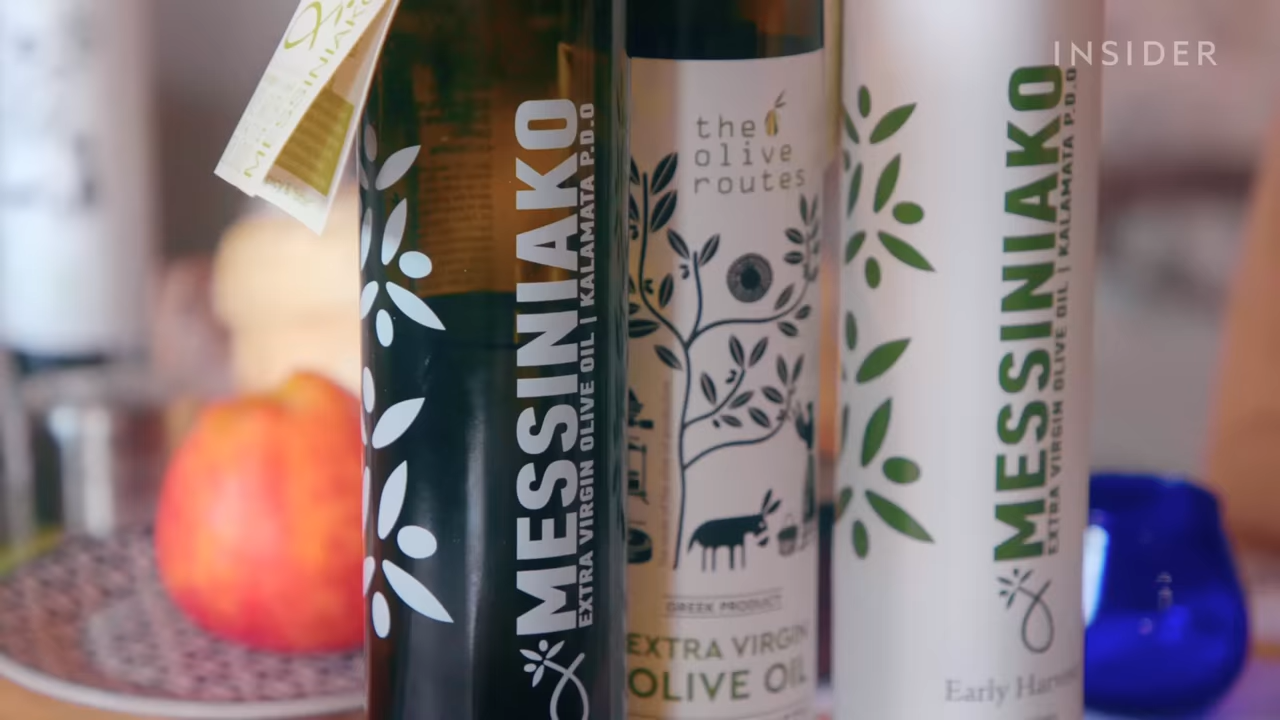 INSIDER
MESSINIAKO
MESSINIAKO
EXTRA VIRGIN OLIVE OIL | KALAMATA P.D.O
the
olive
routes
GREEK PRODUCT
EXTRA VIRGIN
OLIVE OIL
MESSINIAKO
EXTRA VIRGIN OLIVE OIL | KALAMATA P.D.O
Early